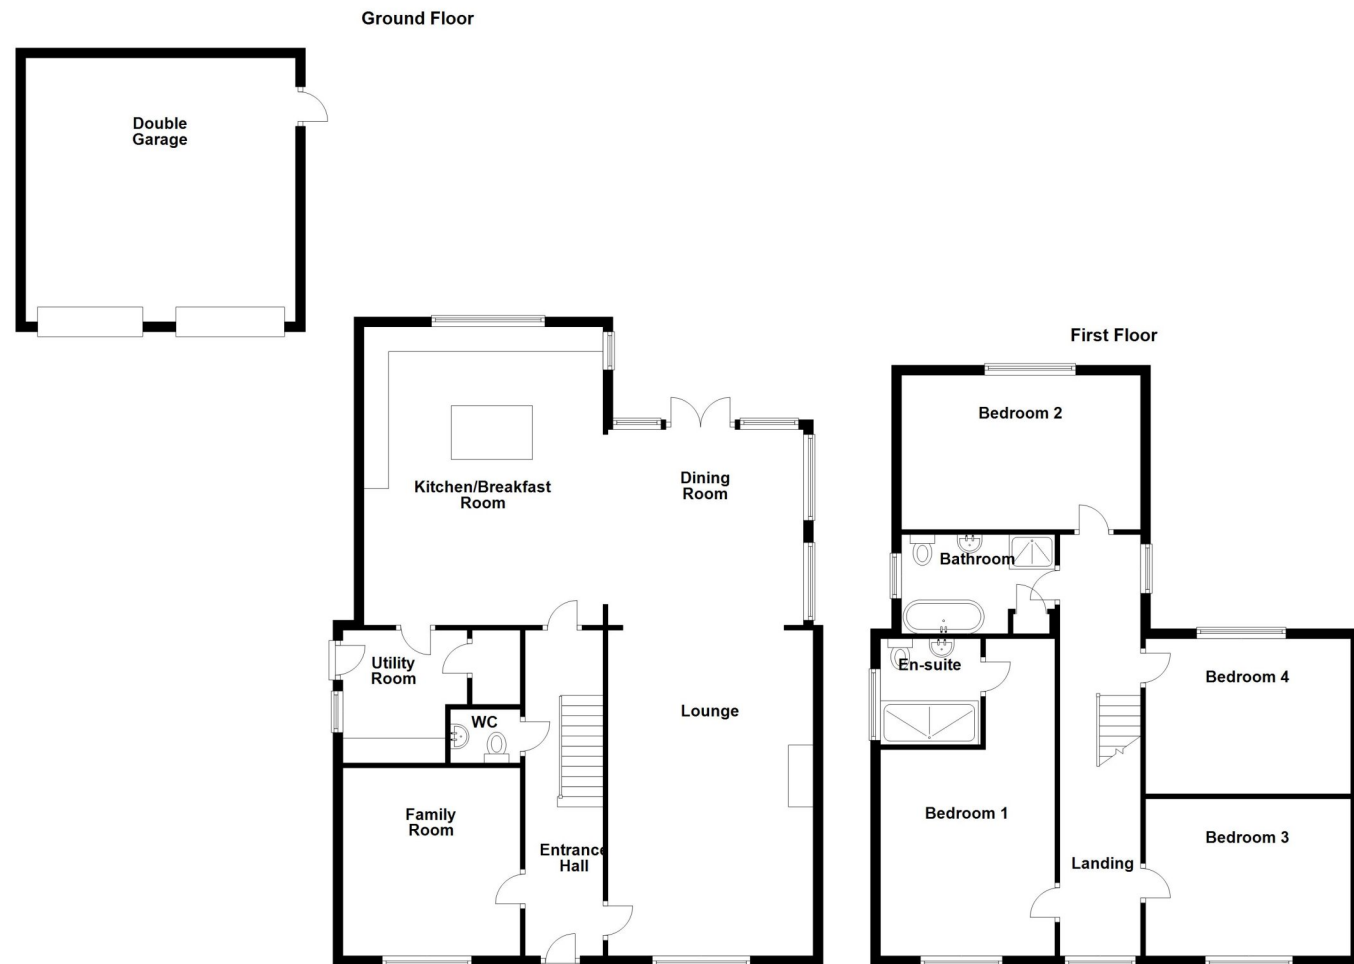 Ground Floor
Double
Garage
Kitchen/Breakfast
Room
Dining
Room
Utility
Room
WC
Lounge
Family
Room
Entrance
Hall
First Floor
Bedroom 2
Bathroom
En-suite
Bedroom 4
Bedroom 1
Bedroom 3
Landing